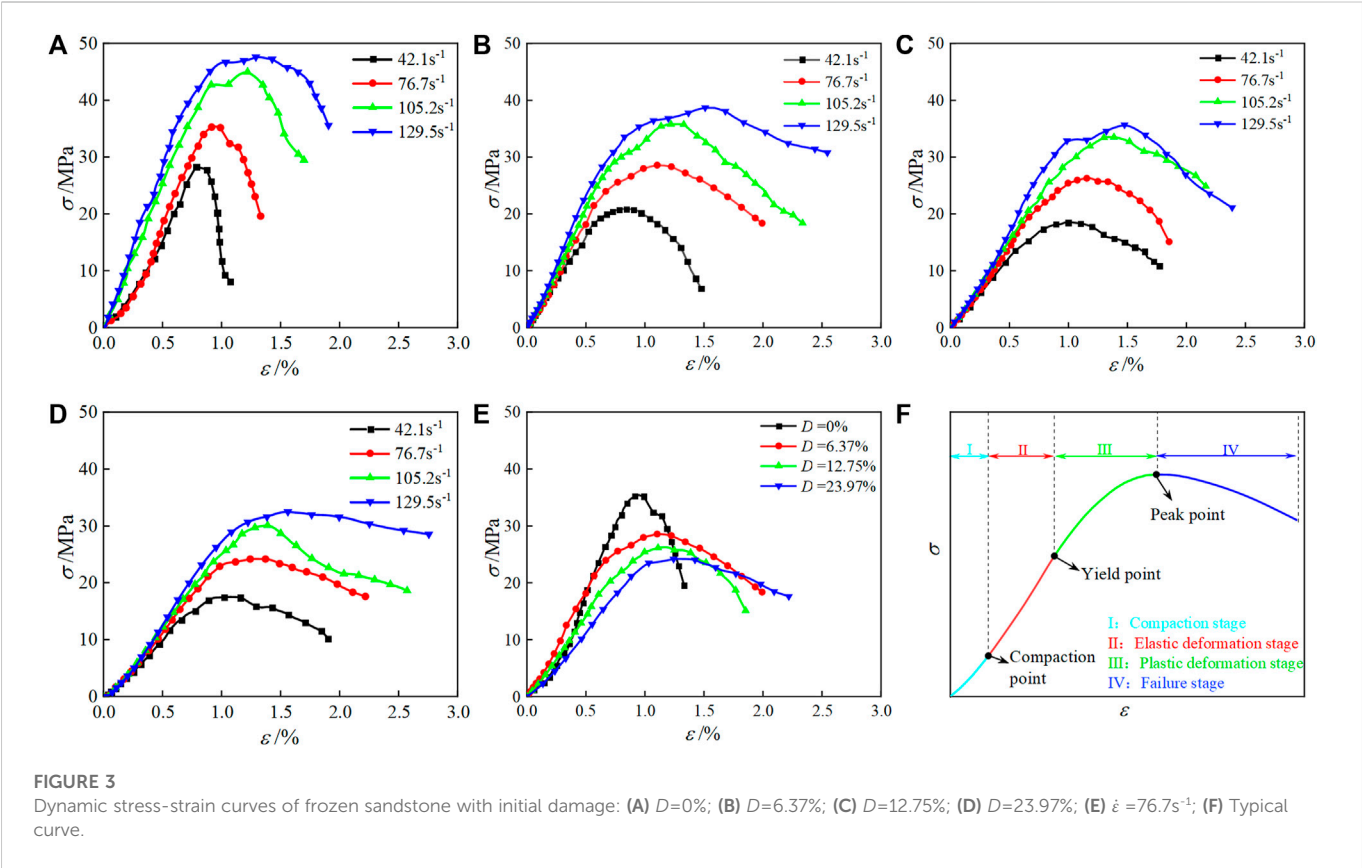 A
50
40
30
20
10
0
σ /MPa
0.0 0.5 1.0 1.5 2.0 2.5 3.0
ε /%
42.1s⁻¹
76.7s⁻¹
105.2s⁻¹
129.5s⁻¹
B
50
40
30
20
10
0
σ /MPa
0.0 0.5 1.0 1.5 2.0 2.5 3.0
ε /%
42.1s⁻¹
76.7s⁻¹
105.2s⁻¹
129.5s⁻¹
C
50
40
30
20
10
0
σ /MPa
0.0 0.5 1.0 1.5 2.0 2.5 3.0
ε /%
42.1s⁻¹
76.7s⁻¹
105.2s⁻¹
129.5s⁻¹
D
50
40
30
20
10
0
σ /MPa
0.0 0.5 1.0 1.5 2.0 2.5 3.0
ε /%
42.1s⁻¹
76.7s⁻¹
105.2s⁻¹
129.5s⁻¹
E
50
40
30
20
10
0
σ /MPa
0.0 0.5 1.0 1.5 2.0 2.5 3.0
ε /%
D =0%
D =6.37%
D =12.75%
D =23.97%
F
I II III IV
Peak point
Yield point
Compaction
point
I：Compaction stage
II：Elastic deformation stage
III：Plastic deformation stage
IV：Failure stage
σ
ε
FIGURE 3
Dynamic stress-strain curves of frozen sandstone with initial damage: (A) D=0%; (B) D=6.37%; (C) D=12.75%; (D) D=23.97%; (E) ε̇ =76.7s⁻¹; (F) Typical
curve.